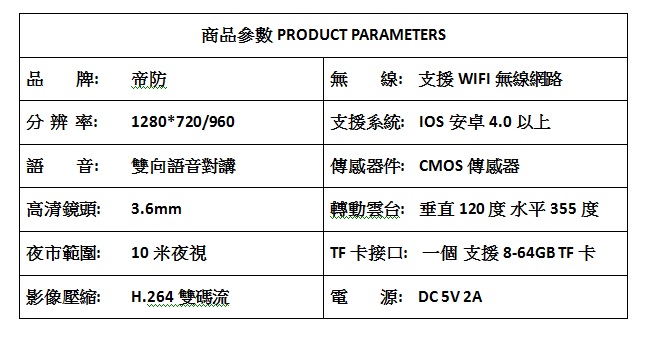 商品參數 PRODUCT PARAMETERS
品 牌: 帝防 無 線: 支援 WIFI 無線網路
分 辨 率: 1280*720/960 支援系統: IOS 安卓 4.0 以上
語 音: 雙向語音對講 傳感器件: CMOS 傳感器
高清鏡頭: 3.6mm 轉動雲台: 垂直 120 度 水平 355 度
夜市範圍: 10 米夜視 TF 卡接口: 一個 支援 8-64GB TF 卡
影像壓縮: H.264 雙碼流 電 源: DC 5V 2A